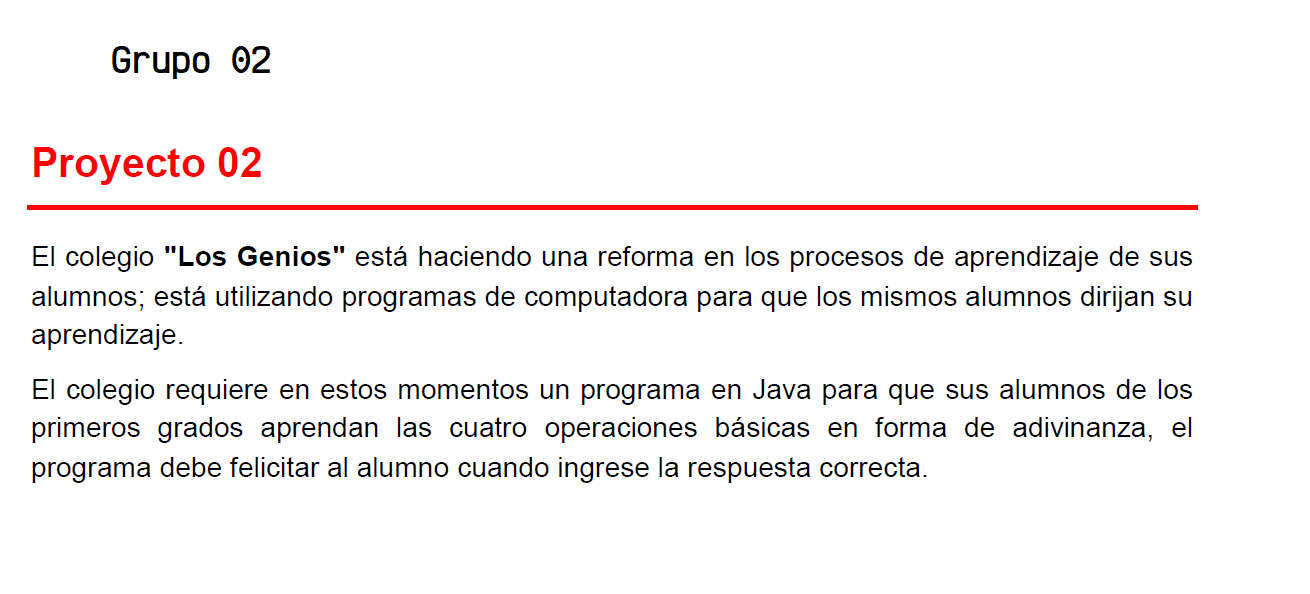 Grupo 02
Proyecto 02
El colegio "Los Genios" está haciendo una reforma en los procesos de aprendizaje de sus
alumnos; está utilizando programas de computadora para que los mismos alumnos dirijan su
aprendizaje.
El colegio requiere en estos momentos un programa en Java para que sus alumnos de los
primeros grados aprendan las cuatro operaciones básicas en forma de adivinanza, el
programa debe felicitar al alumno cuando ingrese la respuesta correcta.